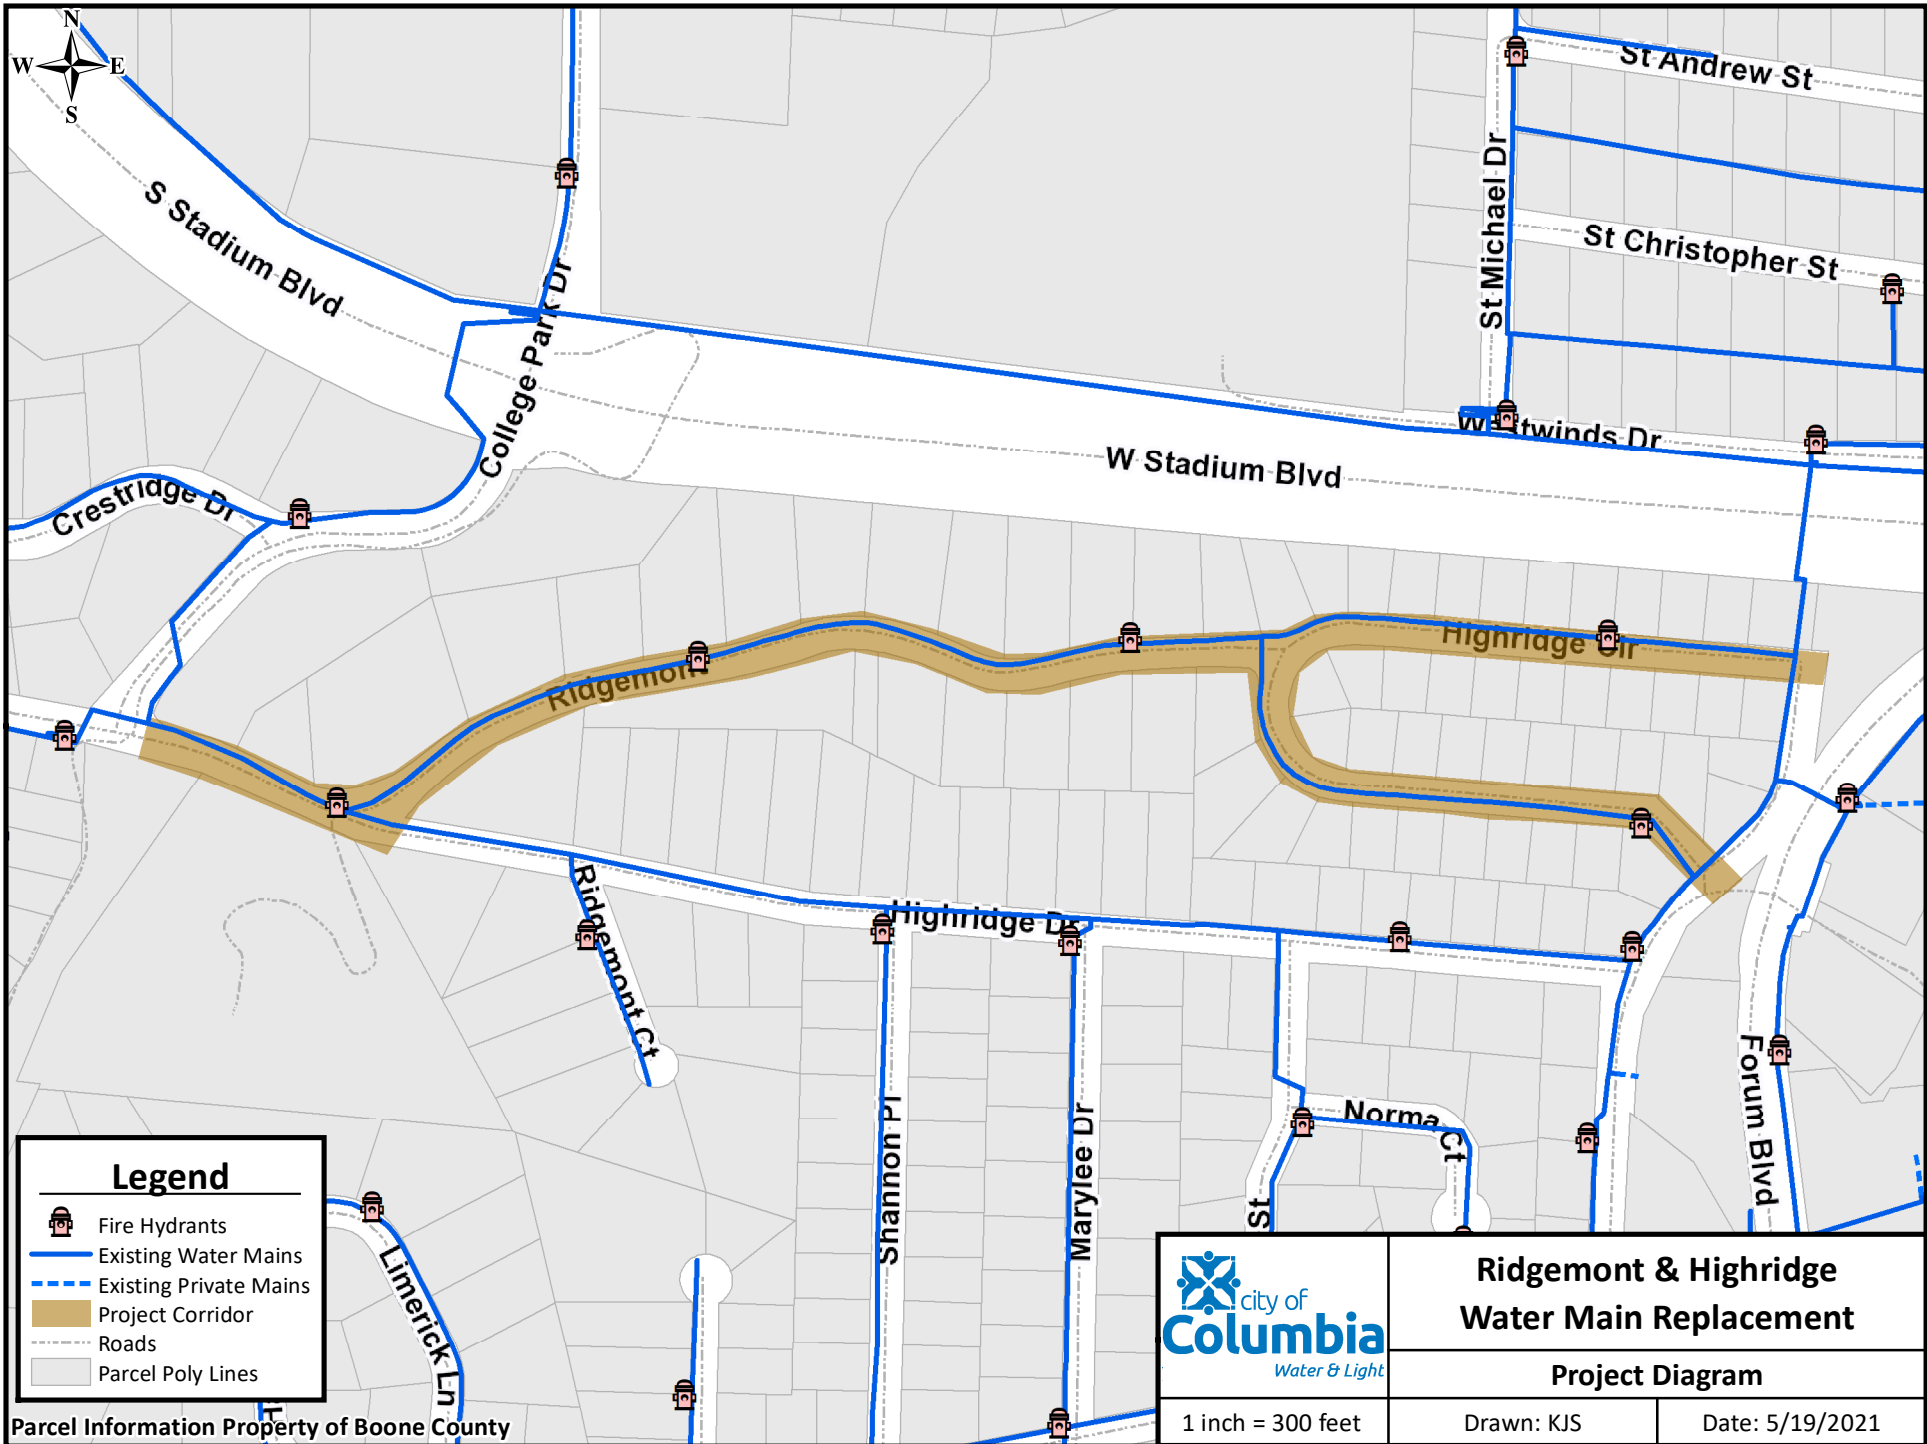 N
W E
S
St Andrew St
St Michael Dr
S Stadium Blvd
St Christopher St
College Park Dr
Westwinds Dr
W Stadium Blvd
Crestridge Dr
Highridge Cir
Ridgemont
Highridge Dr
Ridgemont Ct
Forum Blvd
Norma Ct
Shannon Pl
Marylee Dr
St
Limerick Ln
Legend
Fire Hydrants
Existing Water Mains
Existing Private Mains
Project Corridor
Roads
Parcel Poly Lines
Parcel Information Property of Boone County
city of
Columbia
Water & Light
Ridgemont & Highridge
Water Main Replacement
Project Diagram
1 inch = 300 feet
Drawn: KJS
Date: 5/19/2021